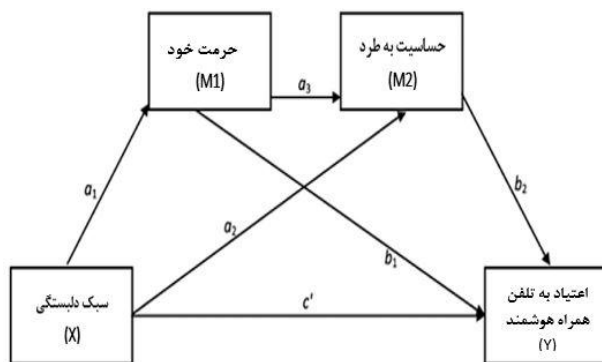 حرمت خود
(M1)
حساسیت به طرد
(M2)
a₃
a₁
a₂
b₁
b₂
سبک دلبستگی
(X)
c'
اعتیاد به تلفن
همراه هوشمند
(Y)